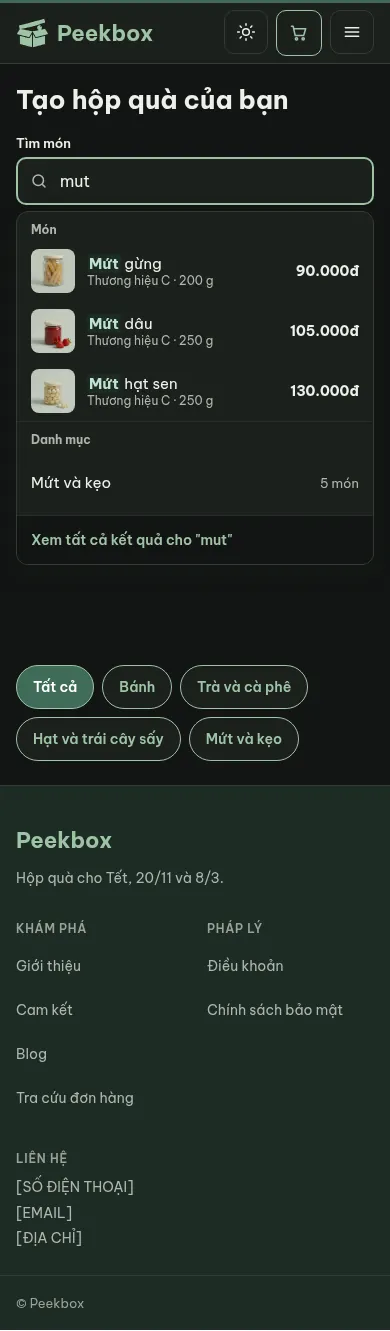 Peekbox
Tạo hộp quà của bạn
Tìm món
mut
Món
Mứt gừng
90.000đ
Thương hiệu C · 200 g
Mứt dâu
105.000đ
Thương hiệu C · 250 g
Mứt hạt sen
130.000đ
Thương hiệu C · 250 g
Danh mục
Mứt và kẹo 5 món
Xem tất cả kết quả cho "mut"
Tất cả Bánh Trà và cà phê
Hạt và trái cây sấy Mứt và kẹo
Peekbox
Hộp quà cho Tết, 20/11 và 8/3.
KHÁM PHÁ
Giới thiệu
Cam kết
Blog
Tra cứu đơn hàng
PHÁP LÝ
Điều khoản
Chính sách bảo mật
LIÊN HỆ
[SỐ ĐIỆN THOẠI]
[EMAIL]
[ĐỊA CHỈ]
© Peekbox